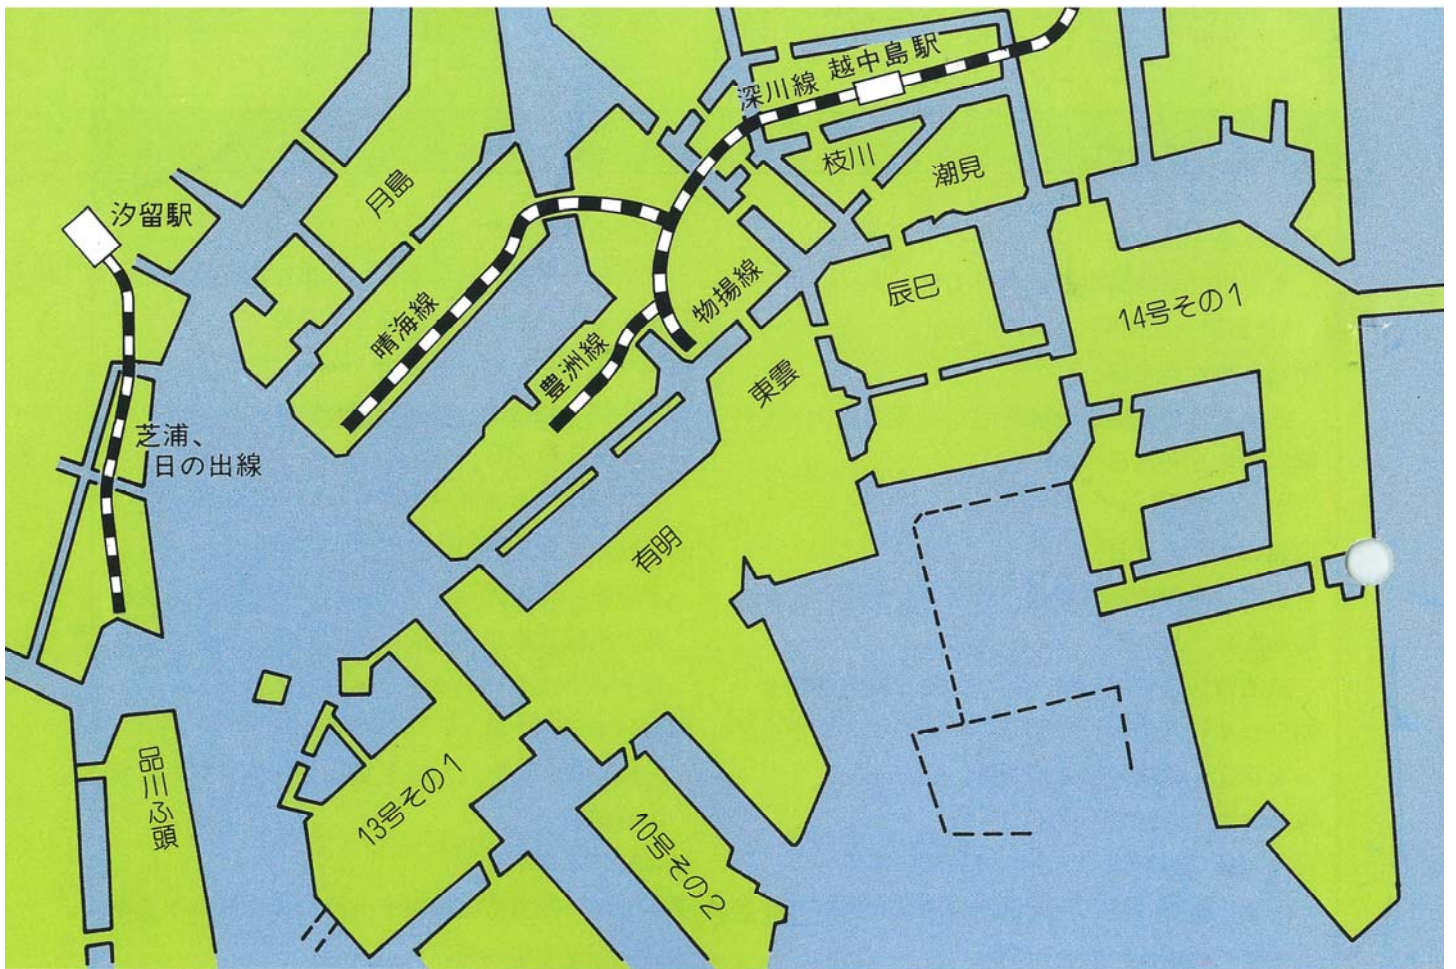 越中島駅
深川線
枝川
潮見
月島
汐留駅
物揚線
辰巳
14号その1
晴海線
豊洲線
東雲
芝浦、
日の出線
有明
品川ふ頭
13号その1
10号その2